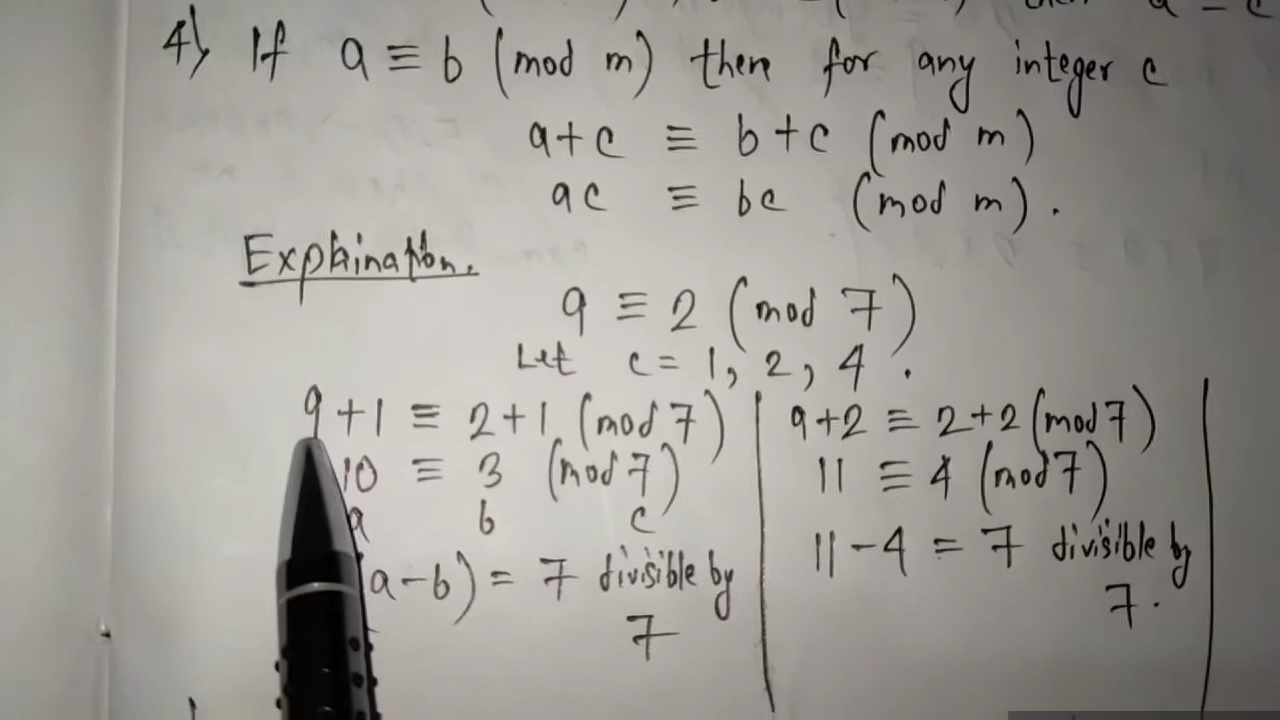 then a - c
4) If a ≡ b (mod m) then for any integer c
a+c ≡ b+c (mod m)
ac ≡ bc (mod m).
Explaination.
9 ≡ 2 (mod 7)
Let c = 1, 2, 4.
9+1 ≡ 2+1 (mod 7)
10 ≡ 3 (mod 7)
a b c
(a-b) = 7 divisible by
7
9+2 ≡ 2+2 (mod 7)
11 ≡ 4 (mod 7)
11-4 = 7 divisible by
7.